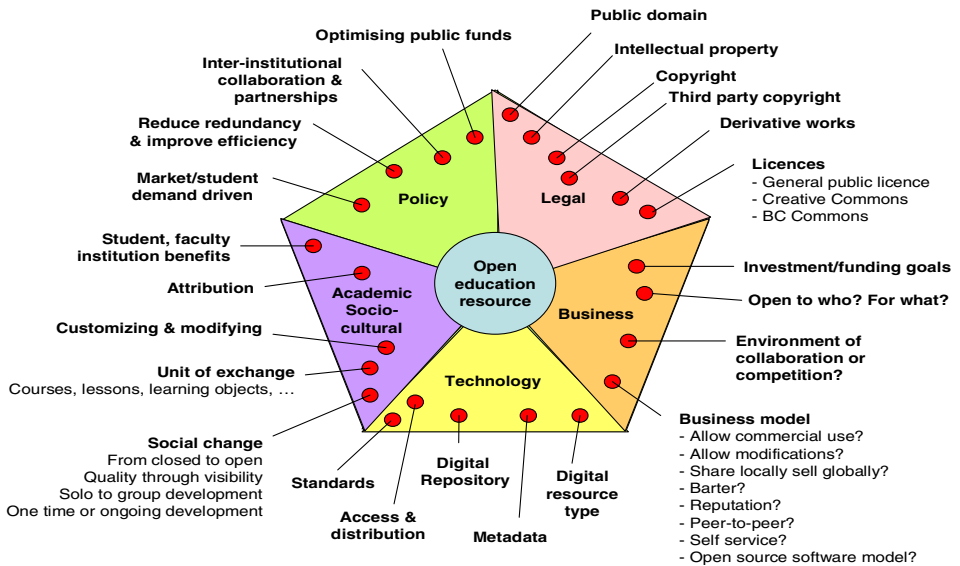 Public domain
Optimising public funds
Intellectual property
Inter-institutional
collaboration &
partnerships
Copyright
Third party copyright
Reduce redundancy
& improve efficiency
Derivative works
Market/student
demand driven
Licences
- General public licence
- Creative Commons
- BC Commons
Policy
Legal
Student, faculty
institution benefits
Attribution
Open
education
resource
Academic
Socio-
cultural
Business
Investment/funding goals
Open to who? For what?
Customizing & modifying
Environment of
collaboration or
competition?
Unit of exchange
Courses, lessons, learning objects, …
Technology
Social change
From closed to open
Quality through visibility
Solo to group development
One time or ongoing development
Standards
Access &
distribution
Digital
Repository
Metadata
Digital
resource
type
Business model
- Allow commercial use?
- Allow modifications?
- Share locally sell globally?
- Barter?
- Reputation?
- Peer-to-peer?
- Self service?
- Open source software model?